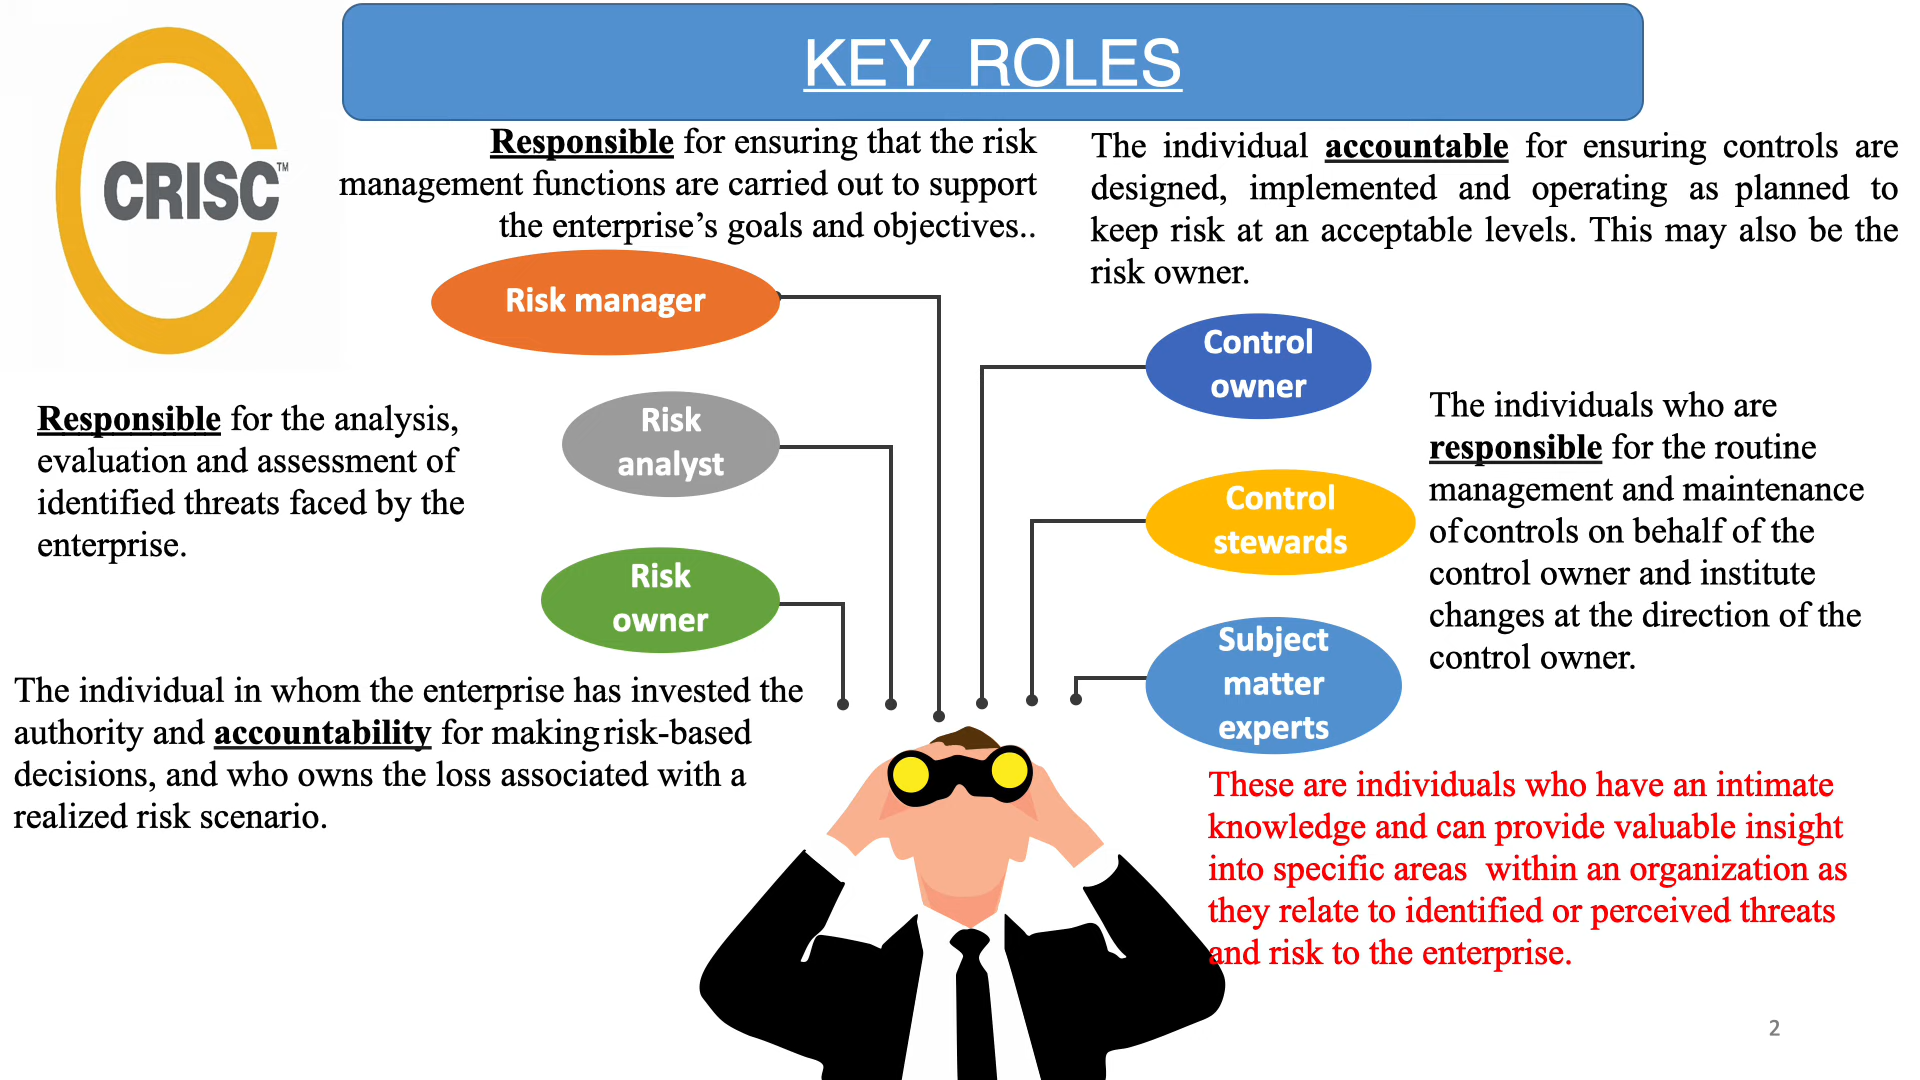 KEY ROLES
CRISC™
Responsible for ensuring that the risk
management functions are carried out to support
the enterprise’s goals and objectives..
Risk manager
Responsible for the analysis,
evaluation and assessment of
identified threats faced by the
enterprise.
Risk
analyst
Risk
owner
The individual in whom the enterprise has invested the
authority and accountability for making risk-based
decisions, and who owns the loss associated with a
realized risk scenario.
The individual accountable for ensuring controls are
designed, implemented and operating as planned to
keep risk at an acceptable levels. This may also be the
risk owner.
Control
owner
The individuals who are
responsible for the routine
management and maintenance
of controls on behalf of the
control owner and institute
changes at the direction of the
control owner.
Control
stewards
Subject
matter
experts
These are individuals who have an intimate
knowledge and can provide valuable insight
into specific areas within an organization as
they relate to identified or perceived threats
and risk to the enterprise.
2